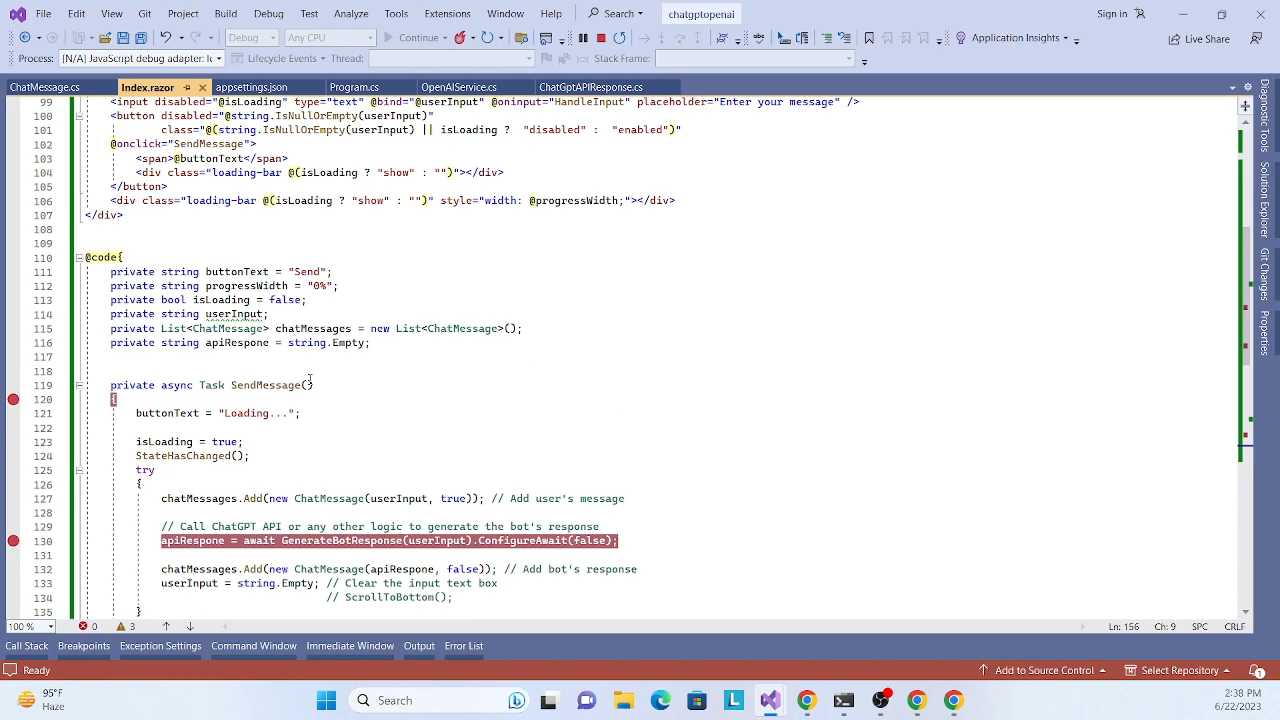 File Edit View Git Project Build Debug Test Analyze Tools Extensions Window Help Search chatgptopenai Sign in
Debug Any CPU Continue Application Insights Live Share
Process: [N/A] JavaScript debug adapter: Lifecycle Events Thread: Stack Frame:
ChatMessage.cs Index.razor appsettings.json Program.cs OpenAIService.cs ChatGptAPIResponse.cs
99 <input disabled="@isLoading" type="text" @bind="@userInput" @oninput="HandleInput" placeholder="Enter your message" />
100 <button disabled="@string.IsNullOrEmpty(userInput)"
101 class="@(string.IsNullOrEmpty(userInput) || isLoading ? "disabled" : "enabled")"
102 @onclick="SendMessage">
103 <span>@buttonText</span>
104 <div class="loading-bar @(isLoading ? "show" : "")"></div>
105 </button>
106 <div class="loading-bar @(isLoading ? "show" : "")" style="width: @progressWidth;"></div>
107 </div>
108
109
110 @code{
111 private string buttonText = "Send";
112 private string progressWidth = "0%";
113 private bool isLoading = false;
114 private string userInput;
115 private List<ChatMessage> chatMessages = new List<ChatMessage>();
116 private string apiRespone = string.Empty;
117
118
119 private async Task SendMessage()
120 {
121 buttonText = "Loading...";
122
123 isLoading = true;
124 StateHasChanged();
125 try
126 {
127 chatMessages.Add(new ChatMessage(userInput, true)); // Add user's message
128
129 // Call ChatGPT API or any other logic to generate the bot's response
130 apiRespone = await GenerateBotResponse(userInput).ConfigureAwait(false);
131
132 chatMessages.Add(new ChatMessage(apiRespone, false)); // Add bot's response
133 userInput = string.Empty; // Clear the input text box
134 // ScrollToBottom();
135 }
Diagnostic Tools
Solution Explorer
Git Changes
Properties
100 % 0 3 Ln: 156 Ch: 9 SPC CRLF
Call Stack Breakpoints Exception Settings Command Window Immediate Window Output Error List
Ready Add to Source Control Select Repository 1
95°F
Haze
Search
L
2:38 PM
6/22/2023